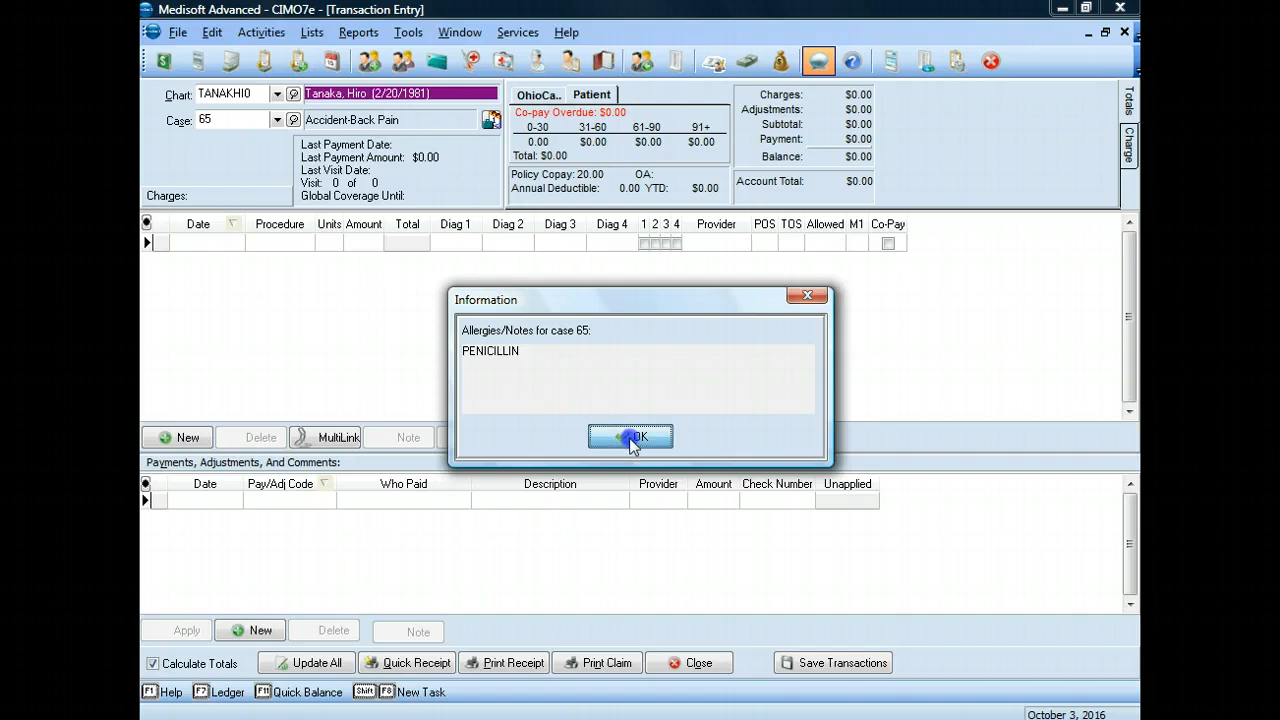 Medisoft Advanced - CIMO7e - [Transaction Entry]
File Edit Activities Lists Reports Tools Window Services Help
Chart: TANAKHI0 Tanaka, Hiro (2/20/1981)
Case: 65 Accident-Back Pain
Last Payment Date:
Last Payment Amount: $0.00
Last Visit Date:
Visit: 0 of 0
Global Coverage Until:
Charges:
OhioCa.. Patient
Co-pay Overdue: $0.00
0-30 31-60 61-90 91+
0.00 $0.00 $0.00 $0.00
Total: $0.00
Policy Copay: 20.00 OA:
Annual Deductible: 0.00 YTD: $0.00
Charges: $0.00
Adjustments: $0.00
Subtotal: $0.00
Payment: $0.00
Balance: $0.00
Account Total: $0.00
Totals
Charge
Date Procedure Units Amount Total Diag 1 Diag 2 Diag 3 Diag 4 1 2 3 4 Provider POS TOS Allowed M1 Co-Pay
Information
Allergies/Notes for case 65:
PENICILLIN
OK
New Delete MultiLink Note
Payments, Adjustments, And Comments:
Date Pay/Adj Code Who Paid Description Provider Amount Check Number Unapplied
Apply New Delete Note
Calculate Totals Update All Quick Receipt Print Receipt Print Claim Close Save Transactions
F1 Help F7 Ledger F11 Quick Balance Shift F8 New Task
October 3, 2016